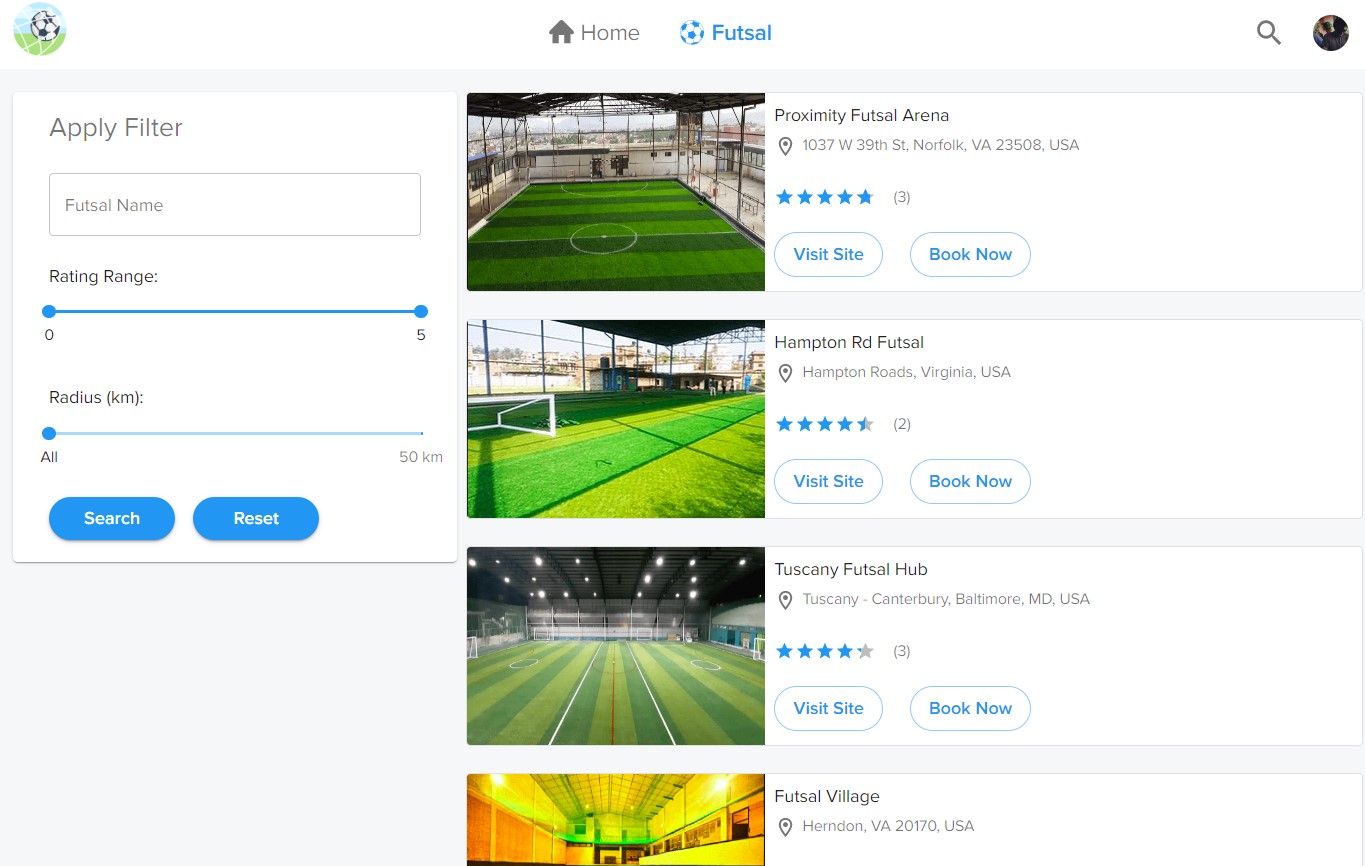 Home
Futsal
Apply Filter
Futsal Name
Rating Range:
0 5
Radius (km):
All 50 km
Search Reset
Proximity Futsal Arena
1037 W 39th St, Norfolk, VA 23508, USA
(3)
Visit Site Book Now
Hampton Rd Futsal
Hampton Roads, Virginia, USA
(2)
Visit Site Book Now
Tuscany Futsal Hub
Tuscany - Canterbury, Baltimore, MD, USA
(3)
Visit Site Book Now
Futsal Village
Herndon, VA 20170, USA